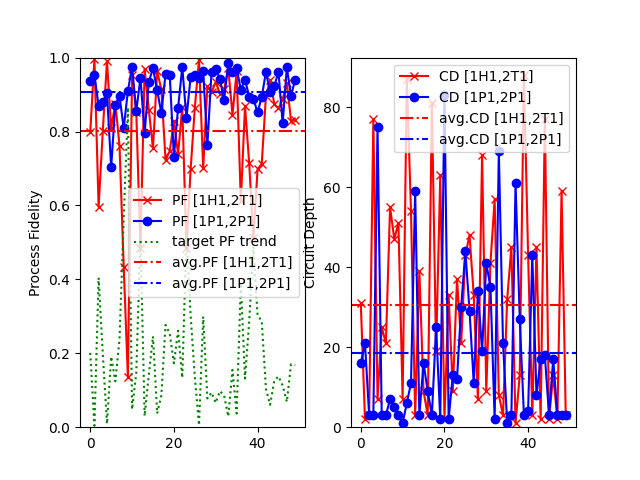 1.0
0.8
0.6
0.4
0.2
0.0
Process Fidelity
PF [1H1,2T1]
PF [1P1,2P1]
target PF trend
avg.PF [1H1,2T1]
avg.PF [1P1,2P1]
0
20
40
80
60
40
20
0
Circuit Depth
CD [1H1,2T1]
CD [1P1,2P1]
avg.CD [1H1,2T1]
avg.CD [1P1,2P1]
0
20
40